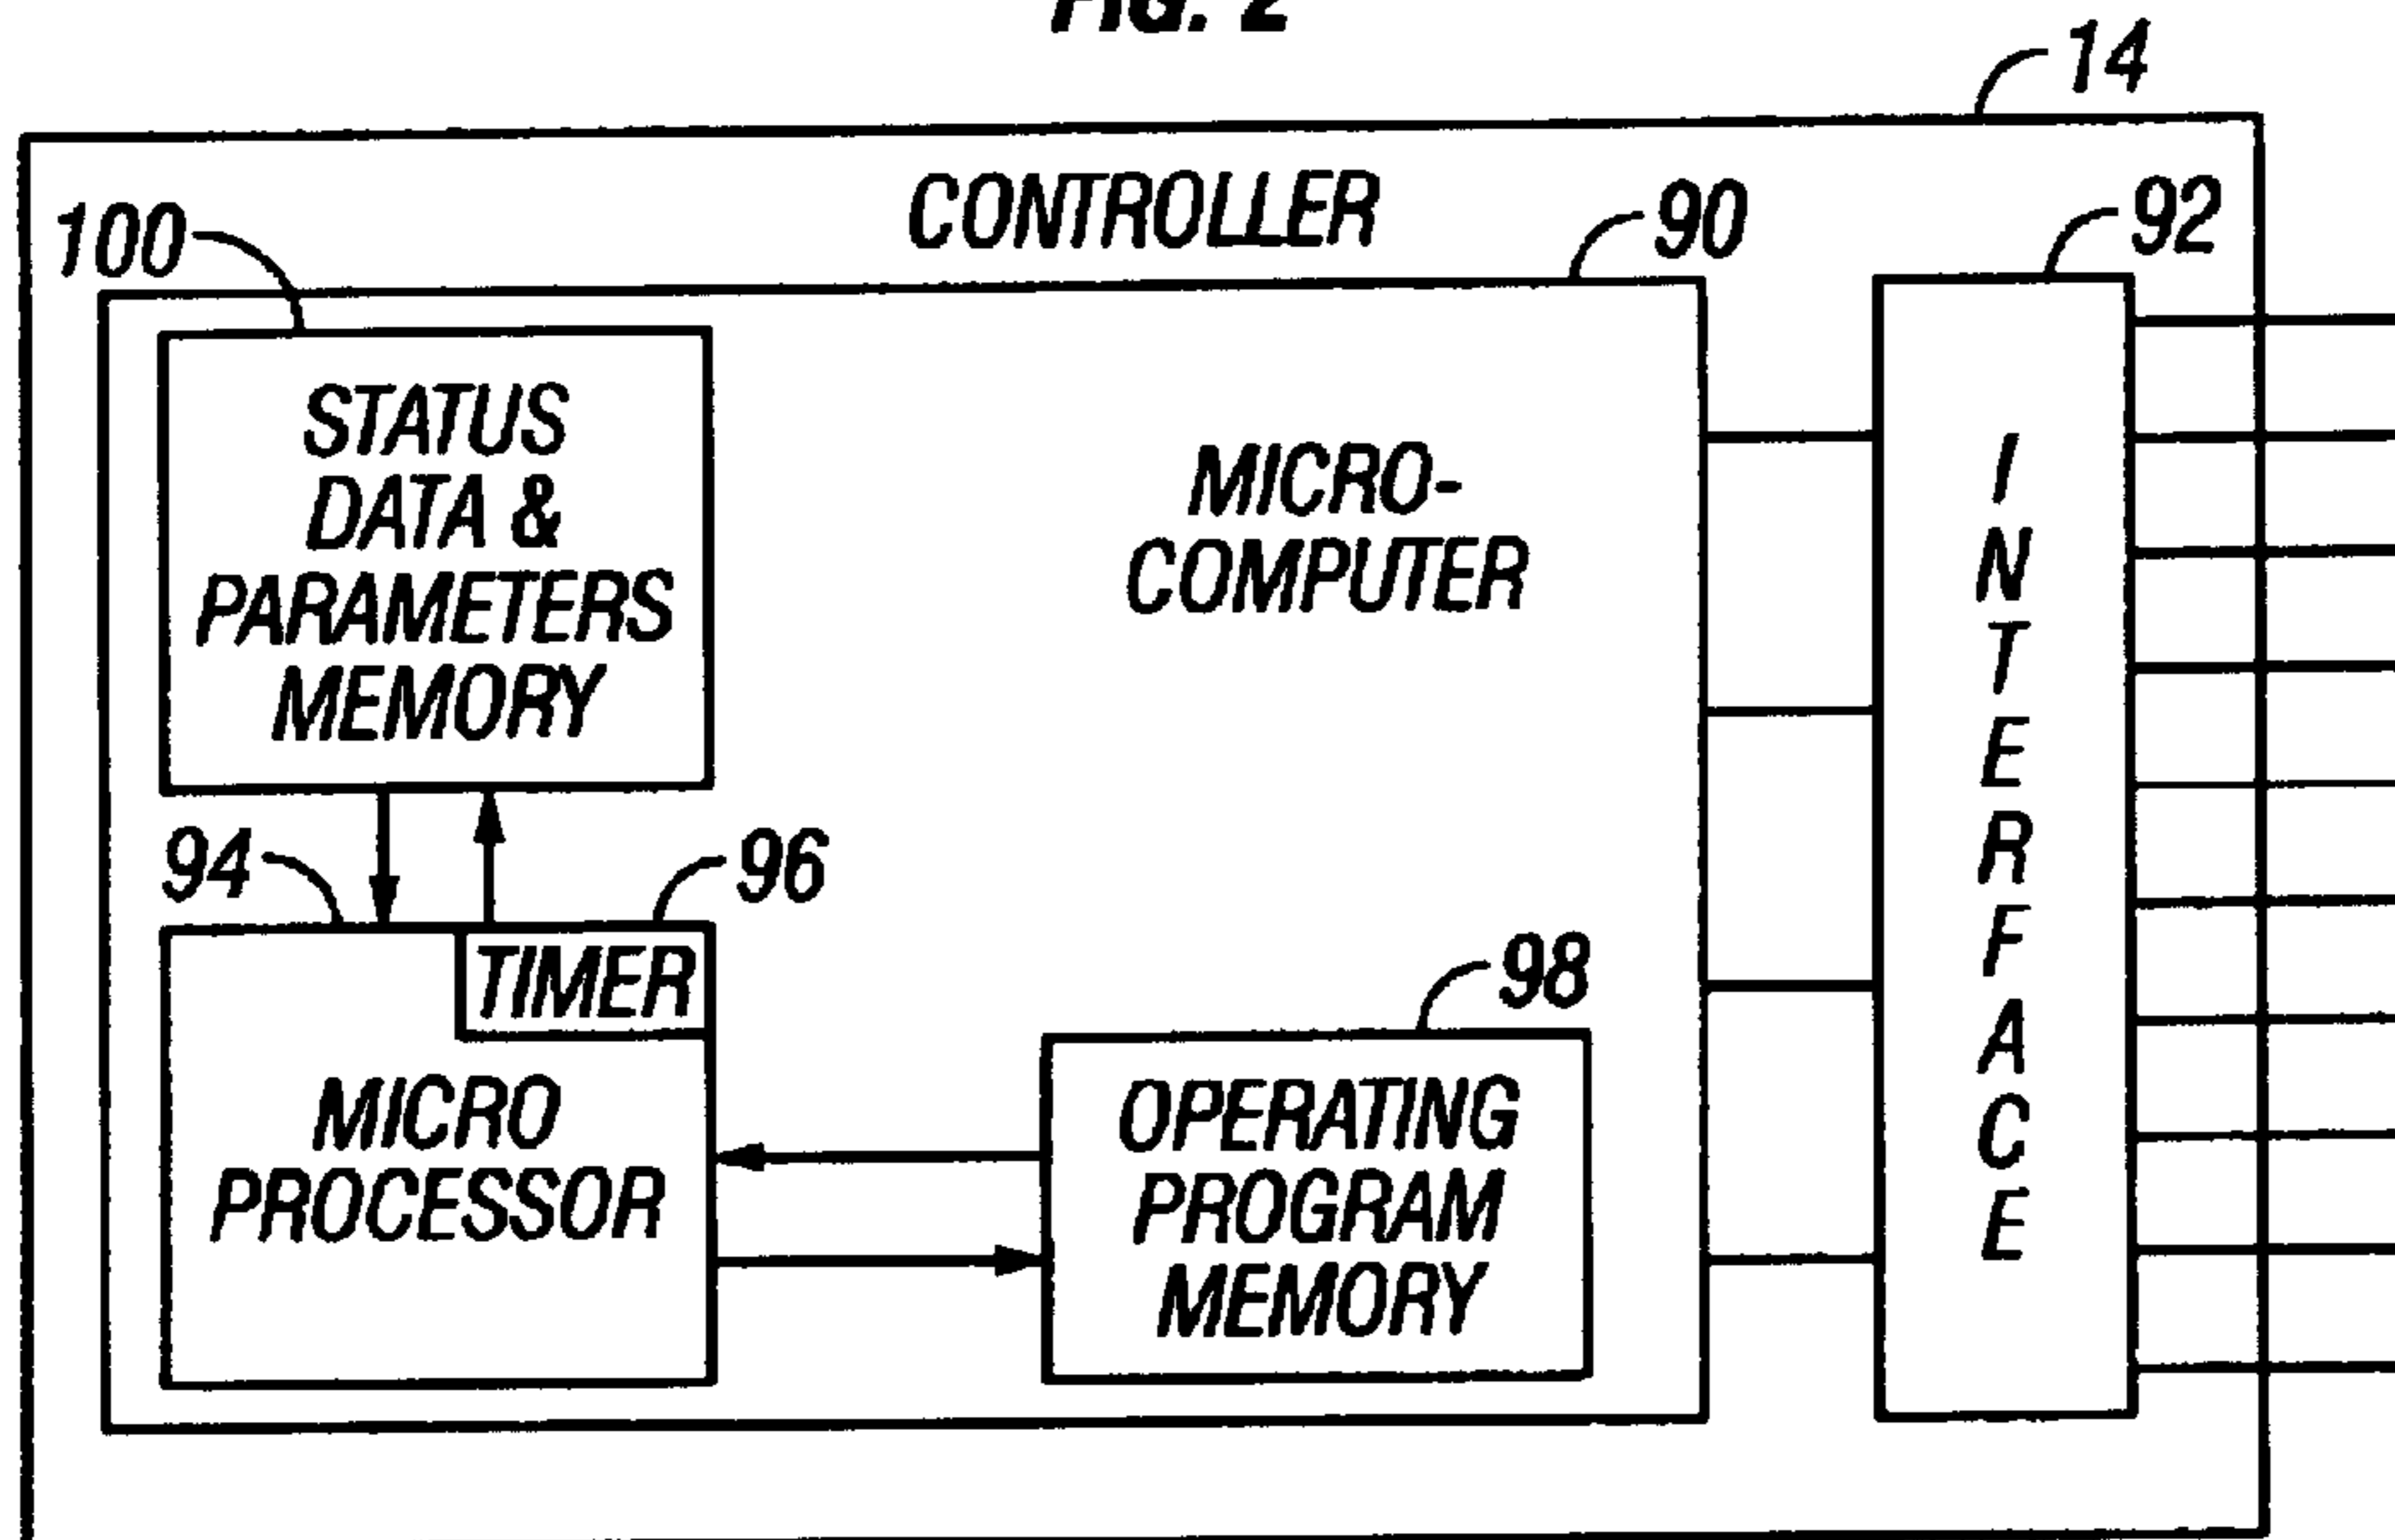 FIG. 2
14
CONTROLLER
100
90
92
STATUS
DATA &
PARAMETERS
MEMORY
MICRO-
COMPUTER
INTERFACE
94
96
TIMER
98
MICRO
PROCESSOR
OPERATING
PROGRAM
MEMORY